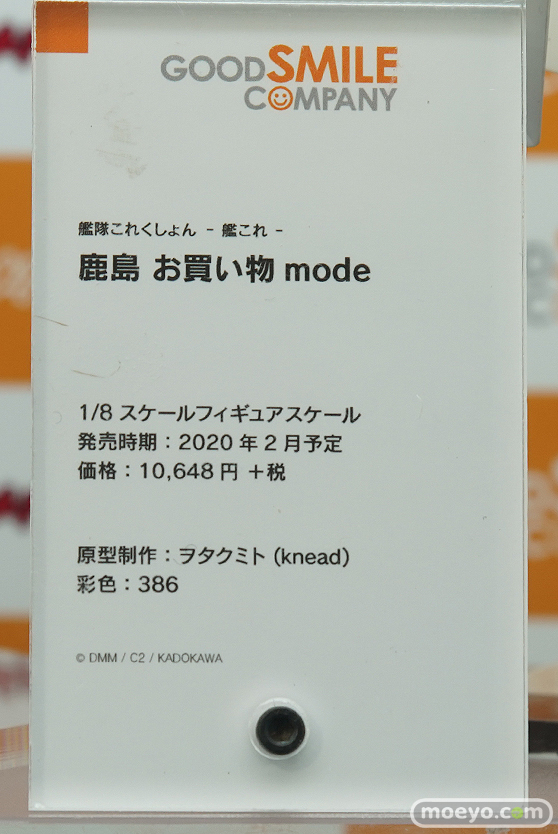 GOODSMILE
COMPANY
艦隊これくしょん - 艦これ -
鹿島 お買い物 mode
1/8 スケールフィギュアスケール
発売時期：2020 年 2 月予定
価格：10,648 円 ＋税
原型制作：ヲタクミト (knead)
彩色：386
© DMM / C2 / KADOKAWA
moeyo.com